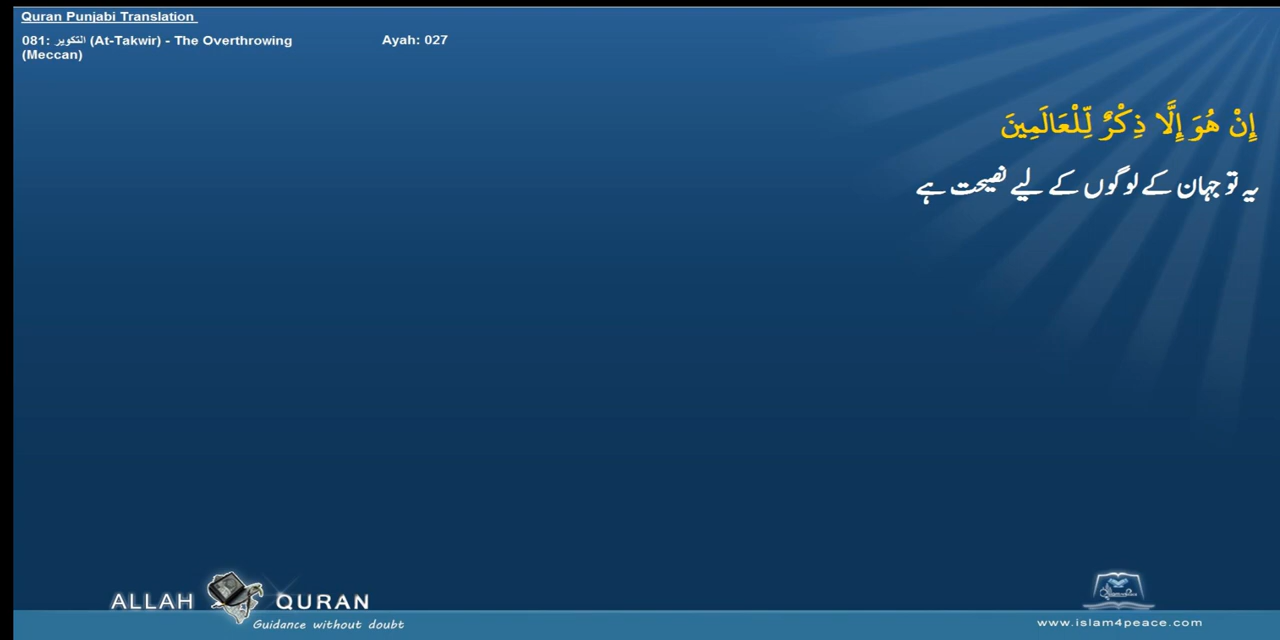 Quran Punjabi Translation
081: التكوير (At-Takwir) - The Overthrowing
(Meccan)
Ayah: 027
إِنْ هُوَ إِلَّا ذِكْرٌ لِّلْعَالَمِينَ
یہ تو جہان کے لوگوں کے لیے نصیحت ہے
ALLAH QURAN
Guidance without doubt
www.islam4peace.com